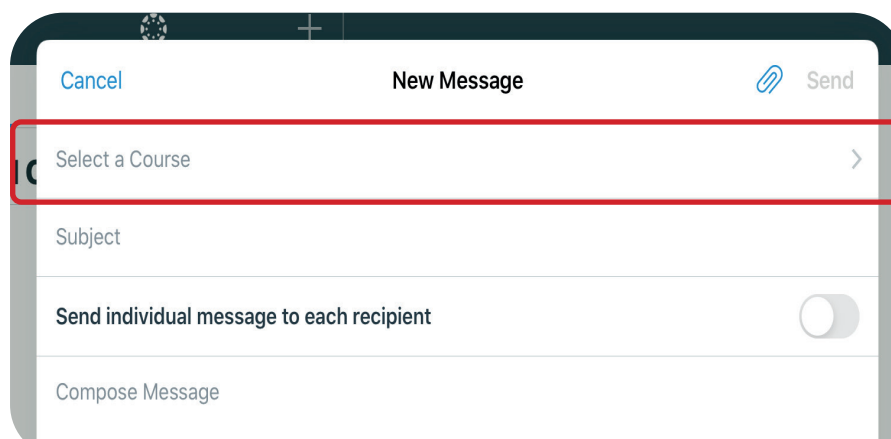 Cancel New Message Send
Select a Course
Subject
Send individual message to each recipient
Compose Message